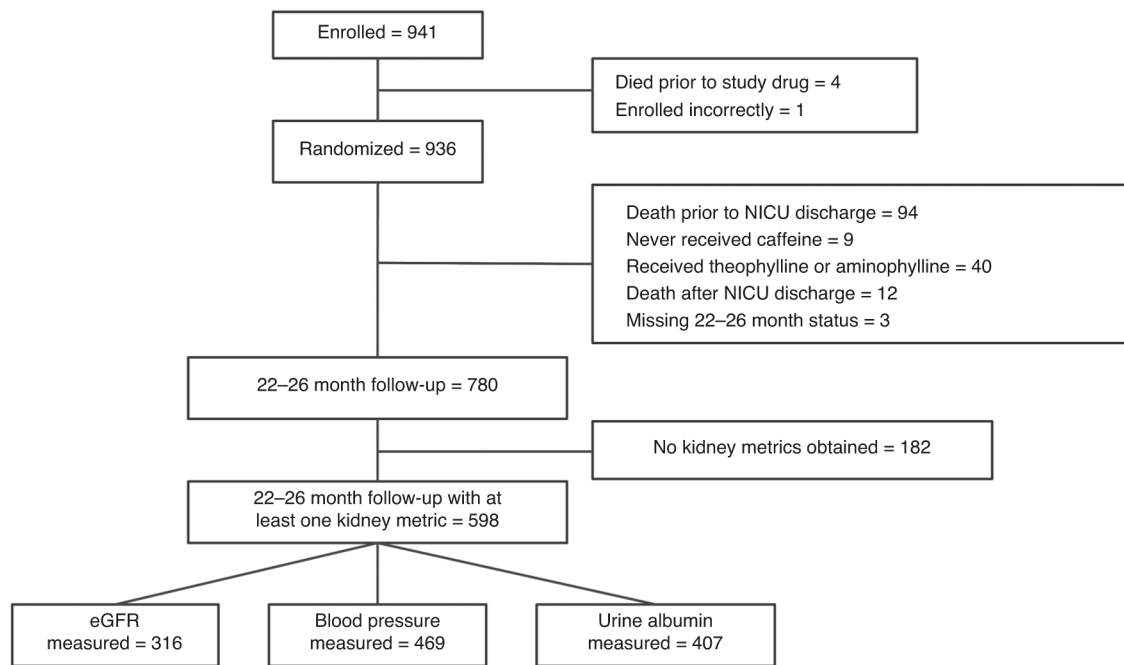 Enrolled = 941
Died prior to study drug = 4
Enrolled incorrectly = 1
Randomized = 936
Death prior to NICU discharge = 94
Never received caffeine = 9
Received theophylline or aminophylline = 40
Death after NICU discharge = 12
Missing 22–26 month status = 3
22–26 month follow-up = 780
No kidney metrics obtained = 182
22–26 month follow-up with at
least one kidney metric = 598
eGFR
measured = 316
Blood pressure
measured = 469
Urine albumin
measured = 407